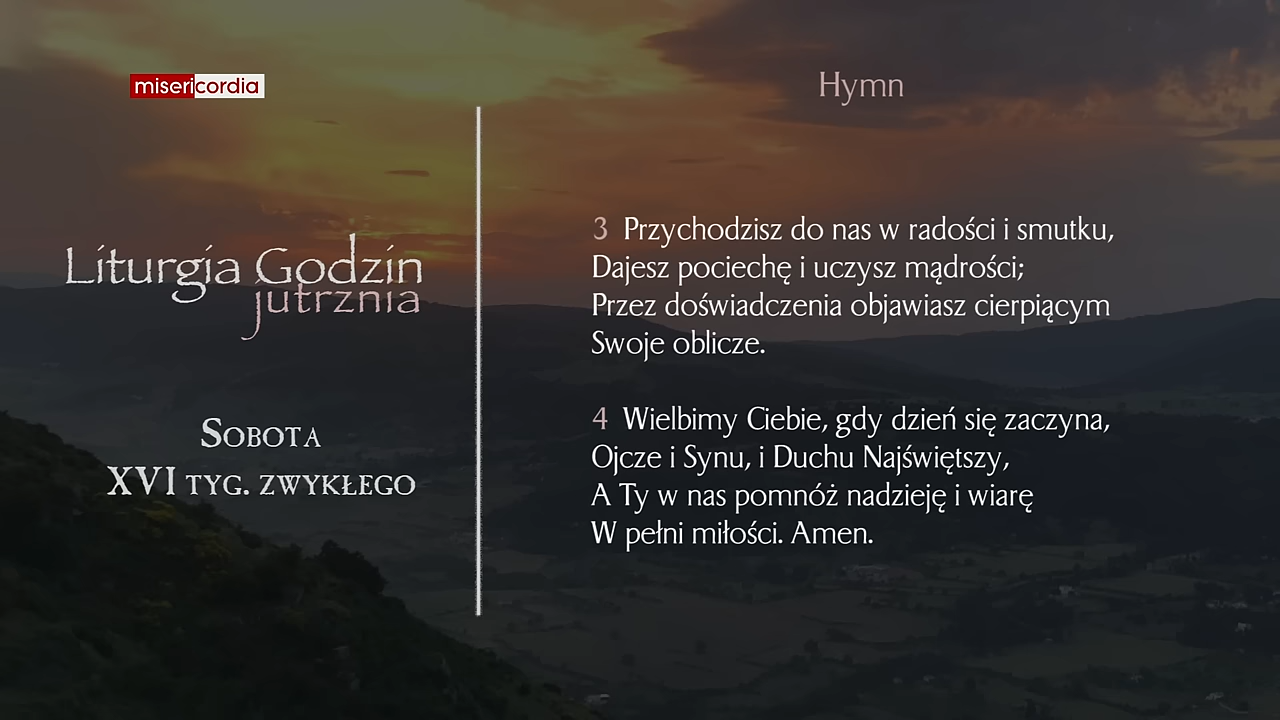 misericordia
Liturgia Godzin
jutrznia
Sobota
XVI tyg. zwykłego
Hymn
3 Przychodzisz do nas w radości i smutku,
Dajesz pociechę i uczysz mądrości;
Przez doświadczenia objawiasz cierpiącym
Swoje oblicze.
4 Wielbimy Ciebie, gdy dzień się zaczyna,
Ojcze i Synu, i Duchu Najświętszy,
A Ty w nas pomnóż nadzieję i wiarę
W pełni miłości. Amen.